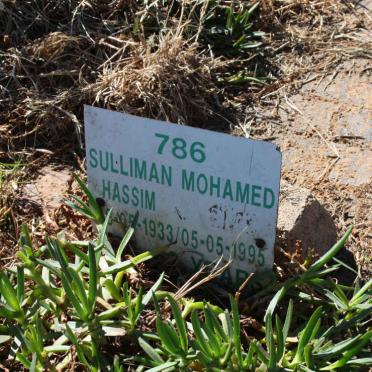 786
SULLIMAN MOHAMED
HASSIM
1933/05-05-1995